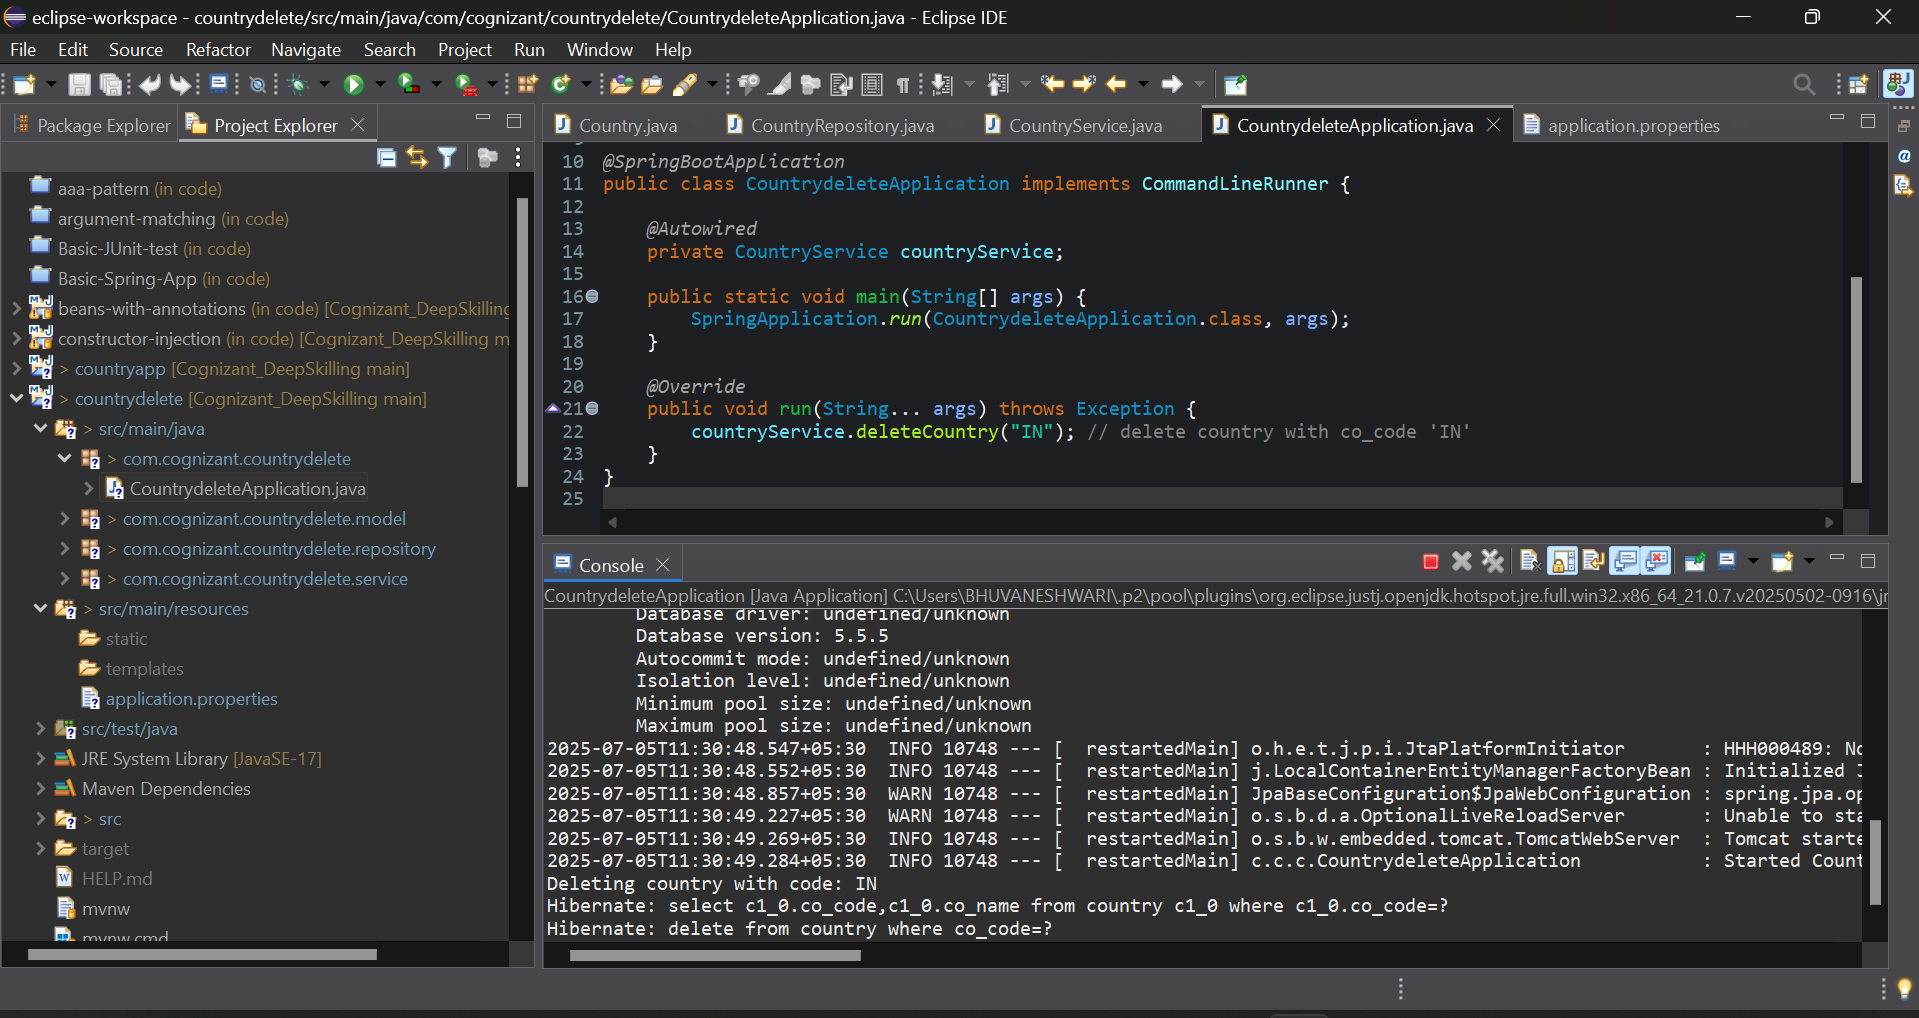 eclipse-workspace - countrydelete/src/main/java/com/cognizant/countrydelete/CountrydeleteApplication.java - Eclipse IDE
File Edit Source Refactor Navigate Search Project Run Window Help
Package Explorer Project Explorer
aaa-pattern (in code)
argument-matching (in code)
Basic-JUnit-test (in code)
Basic-Spring-App (in code)
beans-with-annotations (in code) [Cognizant_DeepSkilling
constructor-injection (in code) [Cognizant_DeepSkilling m
> countryapp [Cognizant_DeepSkilling main]
> countrydelete [Cognizant_DeepSkilling main]
> src/main/java
> com.cognizant.countrydelete
CountrydeleteApplication.java
> com.cognizant.countrydelete.model
> com.cognizant.countrydelete.repository
> com.cognizant.countrydelete.service
> src/main/resources
static
templates
application.properties
src/test/java
JRE System Library [JavaSE-17]
Maven Dependencies
> src
target
HELP.md
mvnw
mvnw.cmd
Country.java CountryRepository.java CountryService.java CountrydeleteApplication.java application.properties
10 @SpringBootApplication
11 public class CountrydeleteApplication implements CommandLineRunner {
12
13 @Autowired
14 private CountryService countryService;
15
16 public static void main(String[] args) {
17 SpringApplication.run(CountrydeleteApplication.class, args);
18 }
19
20 @Override
21 public void run(String... args) throws Exception {
22 countryService.deleteCountry("IN"); // delete country with co_code 'IN'
23 }
24 }
25
Console
CountrydeleteApplication [Java Application] C:\Users\BHUVANESHWARI\.p2\pool\plugins\org.eclipse.justj.openjdk.hotspot.jre.full.win32.x86_64_21.0.7.v20250502-0916\jr
Database driver: undefined/unknown
Database version: 5.5.5
Autocommit mode: undefined/unknown
Isolation level: undefined/unknown
Minimum pool size: undefined/unknown
Maximum pool size: undefined/unknown
2025-07-05T11:30:48.547+05:30 INFO 10748 --- [ restartedMain] o.h.e.t.j.p.i.JtaPlatformInitiator : HHH000489: No
2025-07-05T11:30:48.552+05:30 INFO 10748 --- [ restartedMain] j.LocalContainerEntityManagerFactoryBean : Initialized J
2025-07-05T11:30:48.857+05:30 WARN 10748 --- [ restartedMain] JpaBaseConfiguration$JpaWebConfiguration : spring.jpa.op
2025-07-05T11:30:49.227+05:30 WARN 10748 --- [ restartedMain] o.s.b.d.a.OptionalLiveReloadServer : Unable to sta
2025-07-05T11:30:49.269+05:30 INFO 10748 --- [ restartedMain] o.s.b.w.embedded.tomcat.TomcatWebServer : Tomcat starte
2025-07-05T11:30:49.284+05:30 INFO 10748 --- [ restartedMain] c.c.c.CountrydeleteApplication : Started Count
Deleting country with code: IN
Hibernate: select c1_0.co_code,c1_0.co_name from country c1_0 where c1_0.co_code=?
Hibernate: delete from country where co_code=?